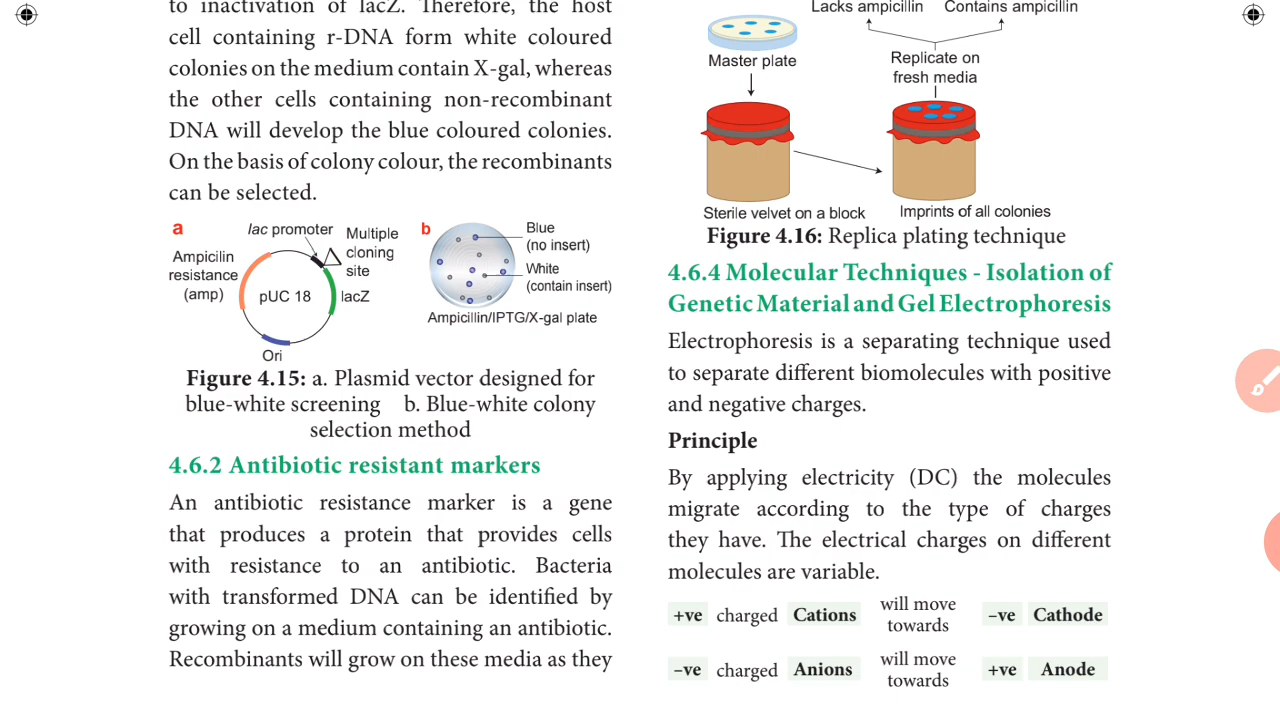 to inactivation of lacZ. Therefore, the host
cell containing r-DNA form white coloured
colonies on the medium contain X-gal, whereas
the other cells containing non-recombinant
DNA will develop the blue coloured colonies.
On the basis of colony colour, the recombinants
can be selected.
a
lac promoter
Multiple
cloning
site
Ampicilin
resistance
(amp)
pUC 18
lacZ
Ori
b
Blue
(no insert)
White
(contain insert)
Ampicillin/IPTG/X-gal plate
Figure 4.15: a. Plasmid vector designed for
blue-white screening b. Blue-white colony
selection method
4.6.2 Antibiotic resistant markers
An antibiotic resistance marker is a gene
that produces a protein that provides cells
with resistance to an antibiotic. Bacteria
with transformed DNA can be identified by
growing on a medium containing an antibiotic.
Recombinants will grow on these media as they
Lacks ampicillin Contains ampicillin
Master plate
Replicate on
fresh media
Sterile velvet on a block
Imprints of all colonies
Figure 4.16: Replica plating technique
4.6.4 Molecular Techniques - Isolation of
Genetic Material and Gel Electrophoresis
Electrophoresis is a separating technique used
to separate different biomolecules with positive
and negative charges.
Principle
By applying electricity (DC) the molecules
migrate according to the type of charges
they have. The electrical charges on different
molecules are variable.
+ve charged Cations will move towards –ve Cathode
–ve charged Anions will move towards +ve Anode